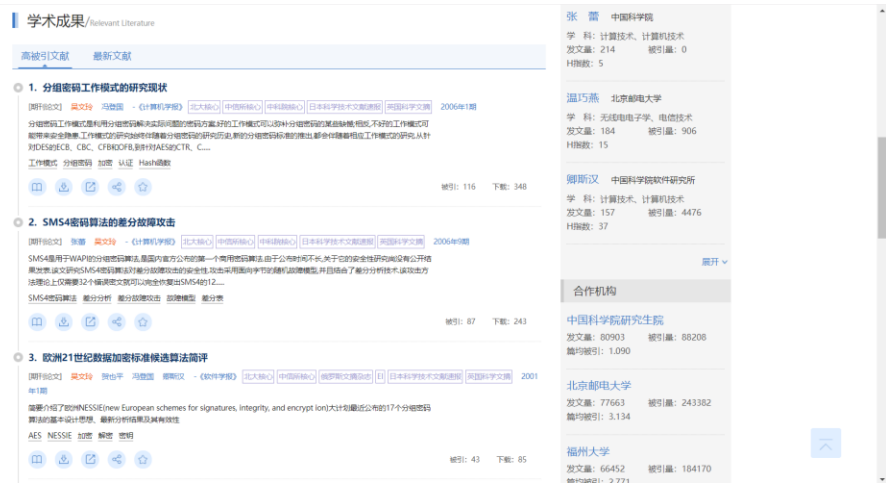 学术成果/Relevant Literature
高被引文献 最新文献
1. 分组密码工作模式的研究现状
[期刊论文] 吴文玲 冯登国 - 《计算机学报》 北大核心 中信所核心 中科院核心 日本科学技术文献速报 英国科学文摘 2006年1期
分组密码工作模式是利用分组密码解决实际问题的密码方案.好的工作模式可以弥补分组密码的某些缺憾;相反,不好的工作模式可
能带来安全隐患.工作模式的研究始终伴随着分组密码的研究历史,新的分组密码标准的推出,都会伴随着相应工作模式的研究.从针
对DES的ECB、CBC、CFB和OFB,到针对AES的CTR、C.....
工作模式 分组密码 加密 认证 Hash函数
被引: 116 下载: 348
2. SMS4密码算法的差分故障攻击
[期刊论文] 张蕾 吴文玲 - 《计算机学报》 北大核心 中信所核心 中科院核心 日本科学技术文献速报 英国科学文摘 2006年9期
SMS4是用于WAPI的分组密码算法,是国内官方公布的第一个商用密码算法.由于公布时间不长,关于它的安全性研究尚没有公开结
果发表.该文研究SMS4密码算法对差分故障攻击的安全性.攻击采用面向字节的随机故障模型,并且结合了差分分析技术.该攻击方
法理论上仅需要32个错误密文就可以完全恢复出SMS4的12.....
SMS4密码算法 差分分析 差分故障攻击 故障模型 差分表
被引: 87 下载: 243
3. 欧洲21世纪数据加密标准候选算法简评
[期刊论文] 吴文玲 贺也平 冯登国 卿斯汉 - 《软件学报》 北大核心 中信所核心 俄罗斯文摘杂志 EI 日本科学技术文献速报 英国科学文摘 2001
年1期
简要介绍了欧洲NESSIE(new European schemes for signatures, integrity, and encrypt ion)大计划最近公布的17个分组密码
算法的基本设计思想、最新分析结果及其有效性
AES NESSIE 加密 解密 密钥
被引: 43 下载: 85
张 蕾 中国科学院
学 科: 计算技术、计算机技术
发文量: 214 被引量: 0
H指数: 5
温巧燕 北京邮电大学
学 科: 无线电电子学、电信技术
发文量: 184 被引量: 906
H指数: 15
卿斯汉 中国科学院软件研究所
学 科: 计算技术、计算机技术
发文量: 157 被引量: 4476
H指数: 37
展开
合作机构
中国科学院研究生院
发文量: 80903 被引量: 88208
篇均被引: 1.090
北京邮电大学
发文量: 77663 被引量: 243382
篇均被引: 3.134
福州大学
发文量: 66452 被引量: 184170
篇均被引: 2.771